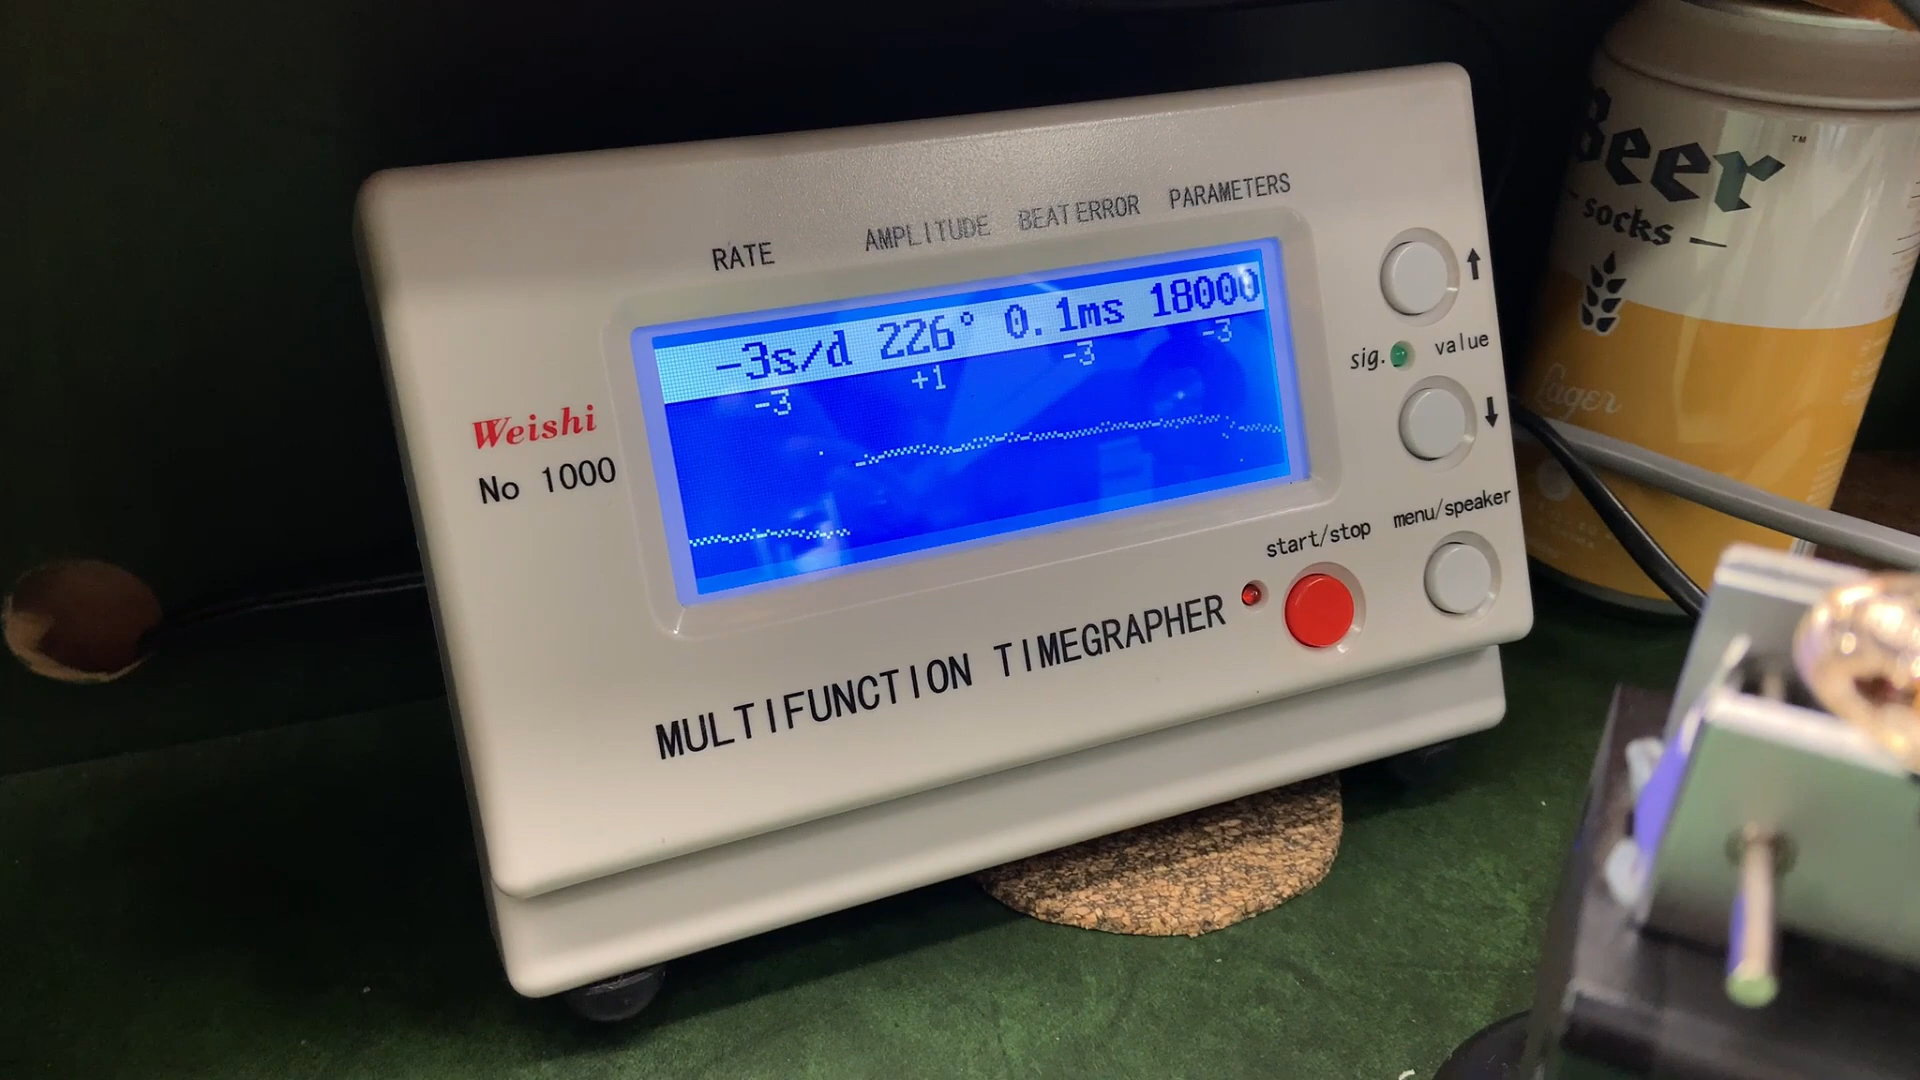 RATE AMPLITUDE BEAT ERROR PARAMETERS
-3s/d 226° 0.1ms 18000
-3 +1 -3 -3
Weishi
No 1000
sig. value
start/stop menu/speaker
MULTIFUNCTION TIMEGRAPHER
Beer™
socks
Lager